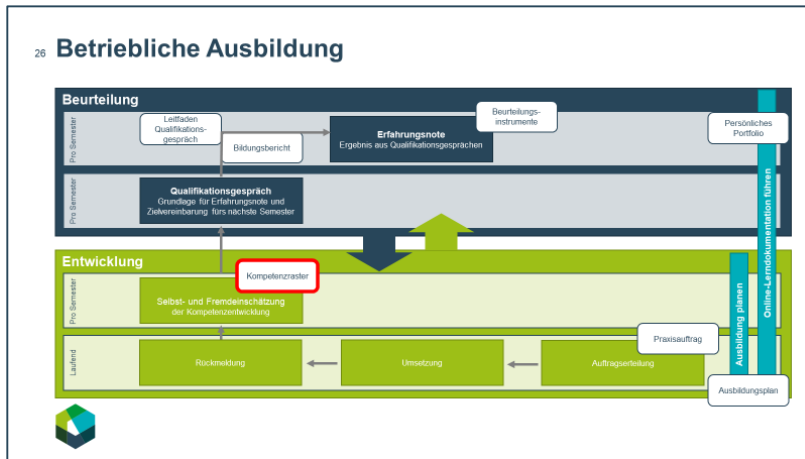 26 Betriebliche Ausbildung
Beurteilung
Pro Semester
Leitfaden
Qualifikations-
gespräch
Bildungsbericht
Erfahrungsnote
Ergebnis aus Qualifikationsgesprächen
Beurteilungs-
instrumente
Persönliches
Portfolio
Pro Semester
Qualifikationsgespräch
Grundlage für Erfahrungsnote und
Zielvereinbarung fürs nächste Semester
Entwicklung
Pro Semester
Kompetenzraster
Selbst- und Fremdeinschätzung
der Kompetenzentwicklung
Laufend
Rückmeldung
Umsetzung
Auftragserteilung
Praxisauftrag
Ausbildung planen
Online-Lerndokumentation führen
Ausbildungsplan